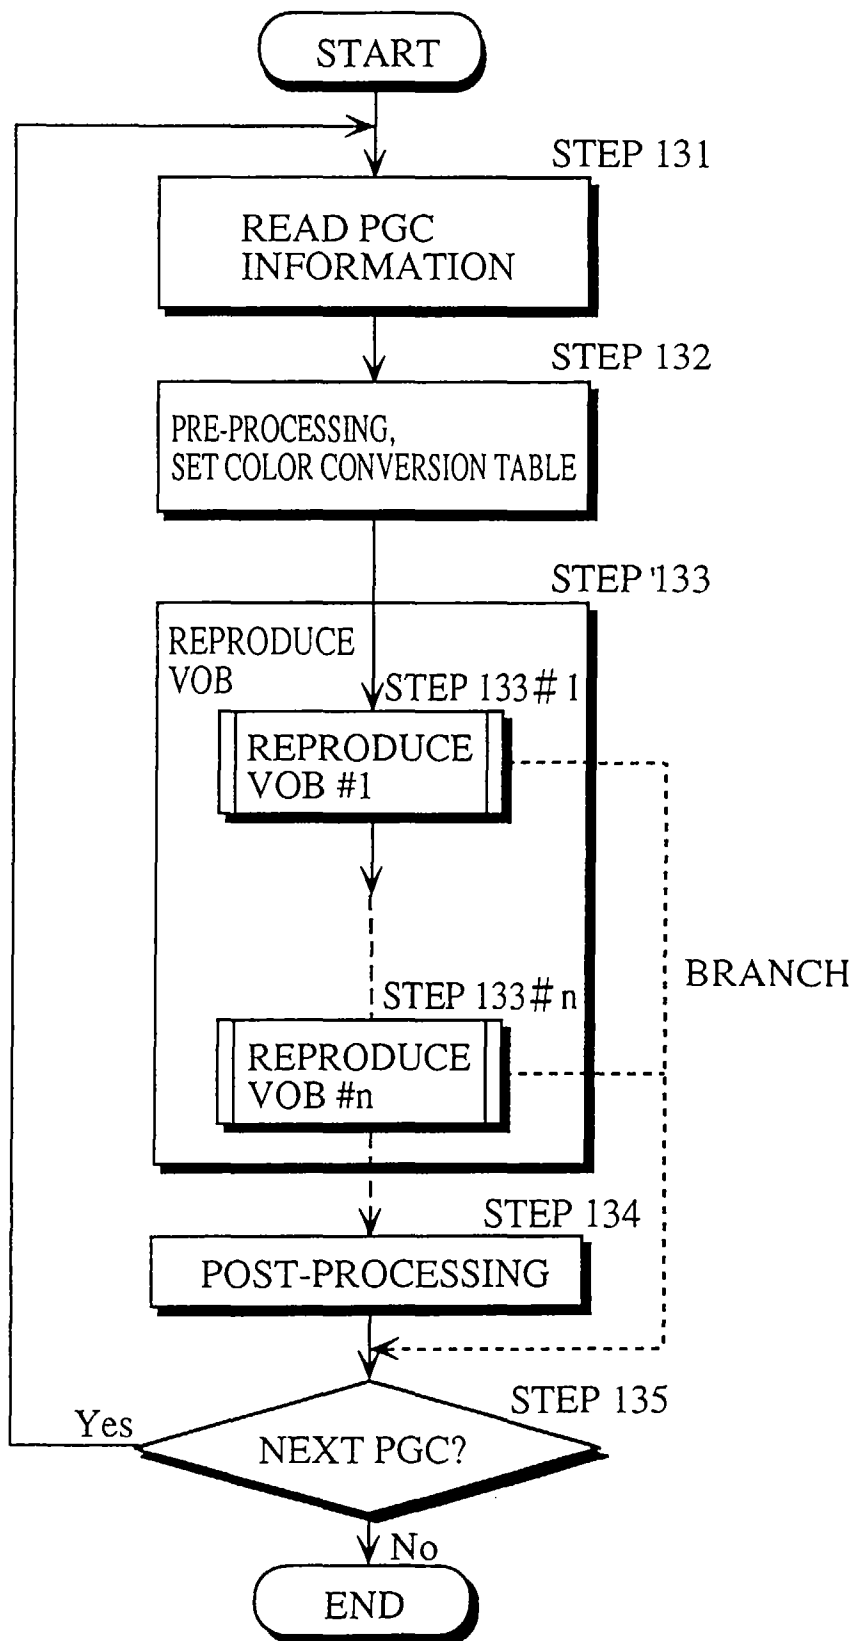 START
STEP 131
READ PGC
INFORMATION
STEP 132
PRE-PROCESSING,
SET COLOR CONVERSION TABLE
STEP '133
REPRODUCE
VOB
STEP 133#1
REPRODUCE
VOB #1
BRANCH
STEP 133#n
REPRODUCE
VOB #n
STEP 134
POST-PROCESSING
STEP 135
Yes
NEXT PGC?
No
END